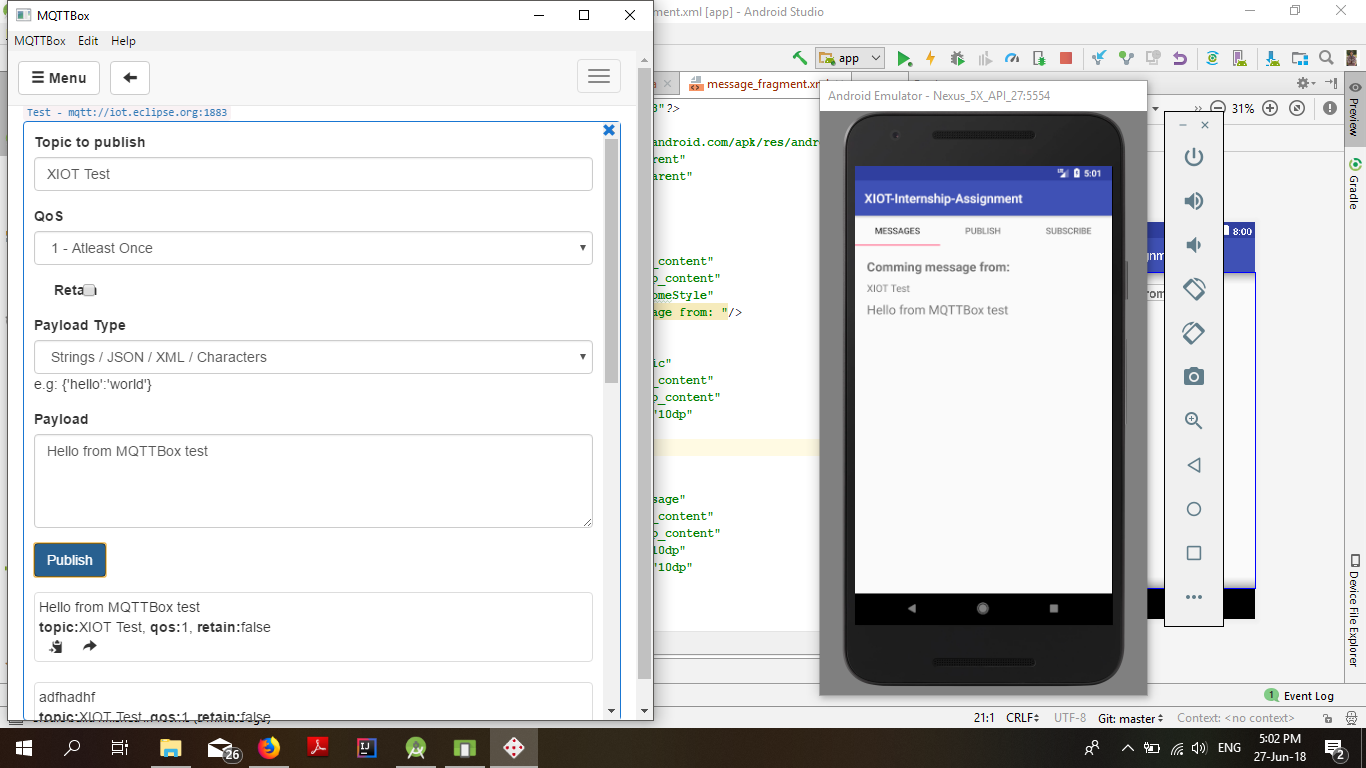 MQTTBox
MQTTBox Edit Help
Menu
Test - mqtt://iot.eclipse.org:1883
Topic to publish
XIOT Test
QoS
1 - Atleast Once
Retain
Payload Type
Strings / JSON / XML / Characters
e.g: {'hello':'world'}
Payload
Hello from MQTTBox test
Publish
Hello from MQTTBox test
topic:XIOT Test, qos:1, retain:false
adfhadhf
topic:XIOT Test, qos:1, retain:false
ment.xml [app] - Android Studio
app
message_fragment.xml
"?>
android.com/apk/res/andr
rent"
arent"
_content"
p_content"
omeStyle"
age from: "/>
ic"
_content"
p_content"
"10dp"
sage"
_content"
p_content"
10dp"
"10dp"
Android Emulator - Nexus_5X_API_27:5554
5:01
XIOT-Internship-Assignment
MESSAGES PUBLISH SUBSCRIBE
Comming message from:
XIOT Test
Hello from MQTTBox test
31%
8:00
Preview
Gradle
Device File Explorer
1 Event Log
21:1 CRLF UTF-8 Git: master Context: <no context>
26
ENG
5:02 PM
27-Jun-18
2